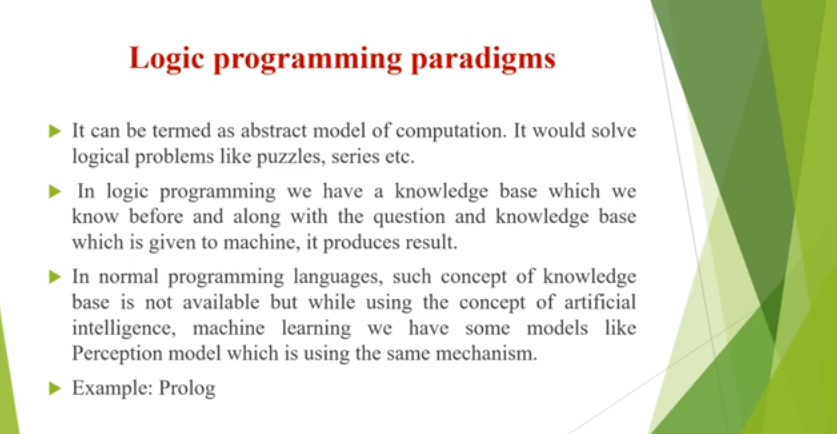 Logic programming paradigms
It can be termed as abstract model of computation. It would solve
logical problems like puzzles, series etc.
In logic programming we have a knowledge base which we
know before and along with the question and knowledge base
which is given to machine, it produces result.
In normal programming languages, such concept of knowledge
base is not available but while using the concept of artificial
intelligence, machine learning we have some models like
Perception model which is using the same mechanism.
Example: Prolog